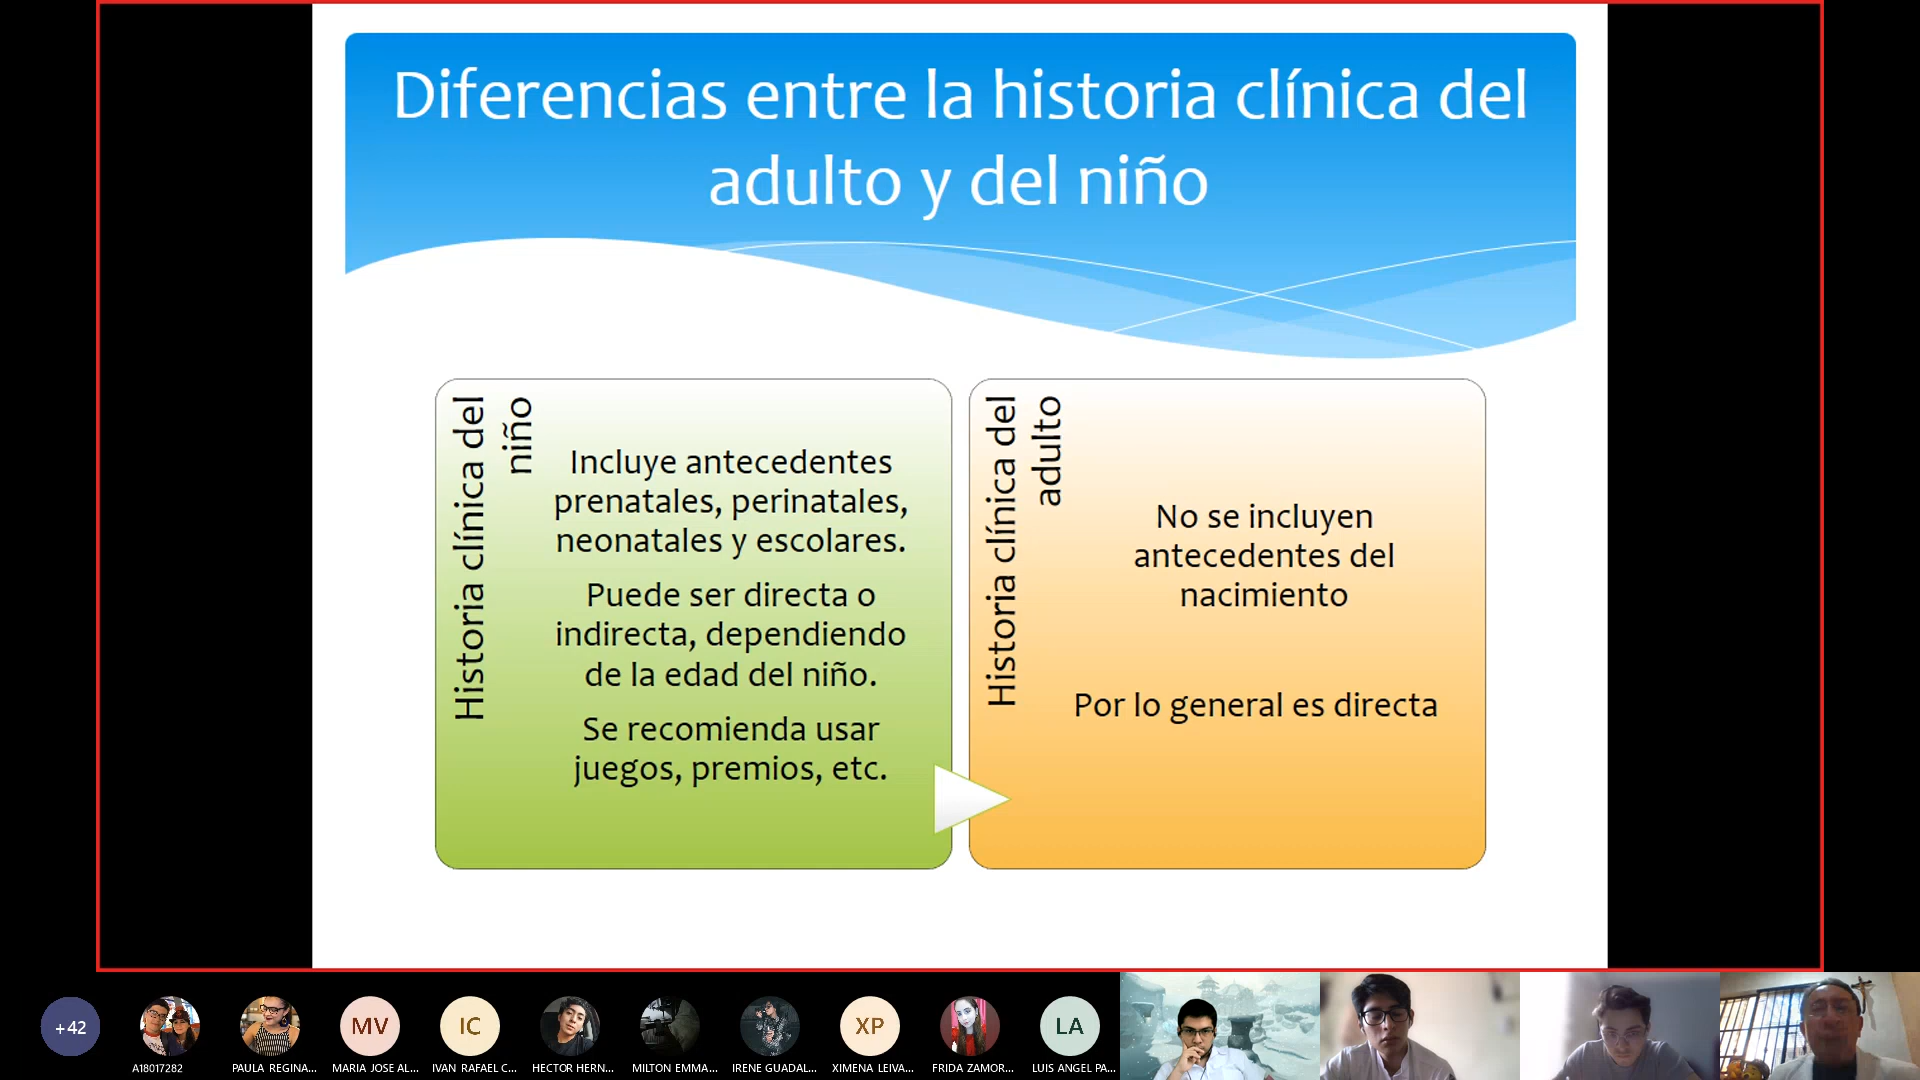 Diferencias entre la historia clínica del
adulto y del niño
Historia clínica del
niño
Incluye antecedentes
prenatales, perinatales,
neonatales y escolares.
Puede ser directa o
indirecta, dependiendo
de la edad del niño.
Se recomienda usar
juegos, premios, etc.
Historia clínica del
adulto
No se incluyen
antecedentes del
nacimiento
Por lo general es directa
+42
MV
IC
XP
LA
A18017282
PAULA REGINA...
MARIA JOSE AL...
IVAN RAFAEL C...
HECTOR HERN...
MILTON EMMA...
IRENE GUADAL...
XIMENA LEIVA...
FRIDA ZAMOR...
LUIS ANGEL PA...